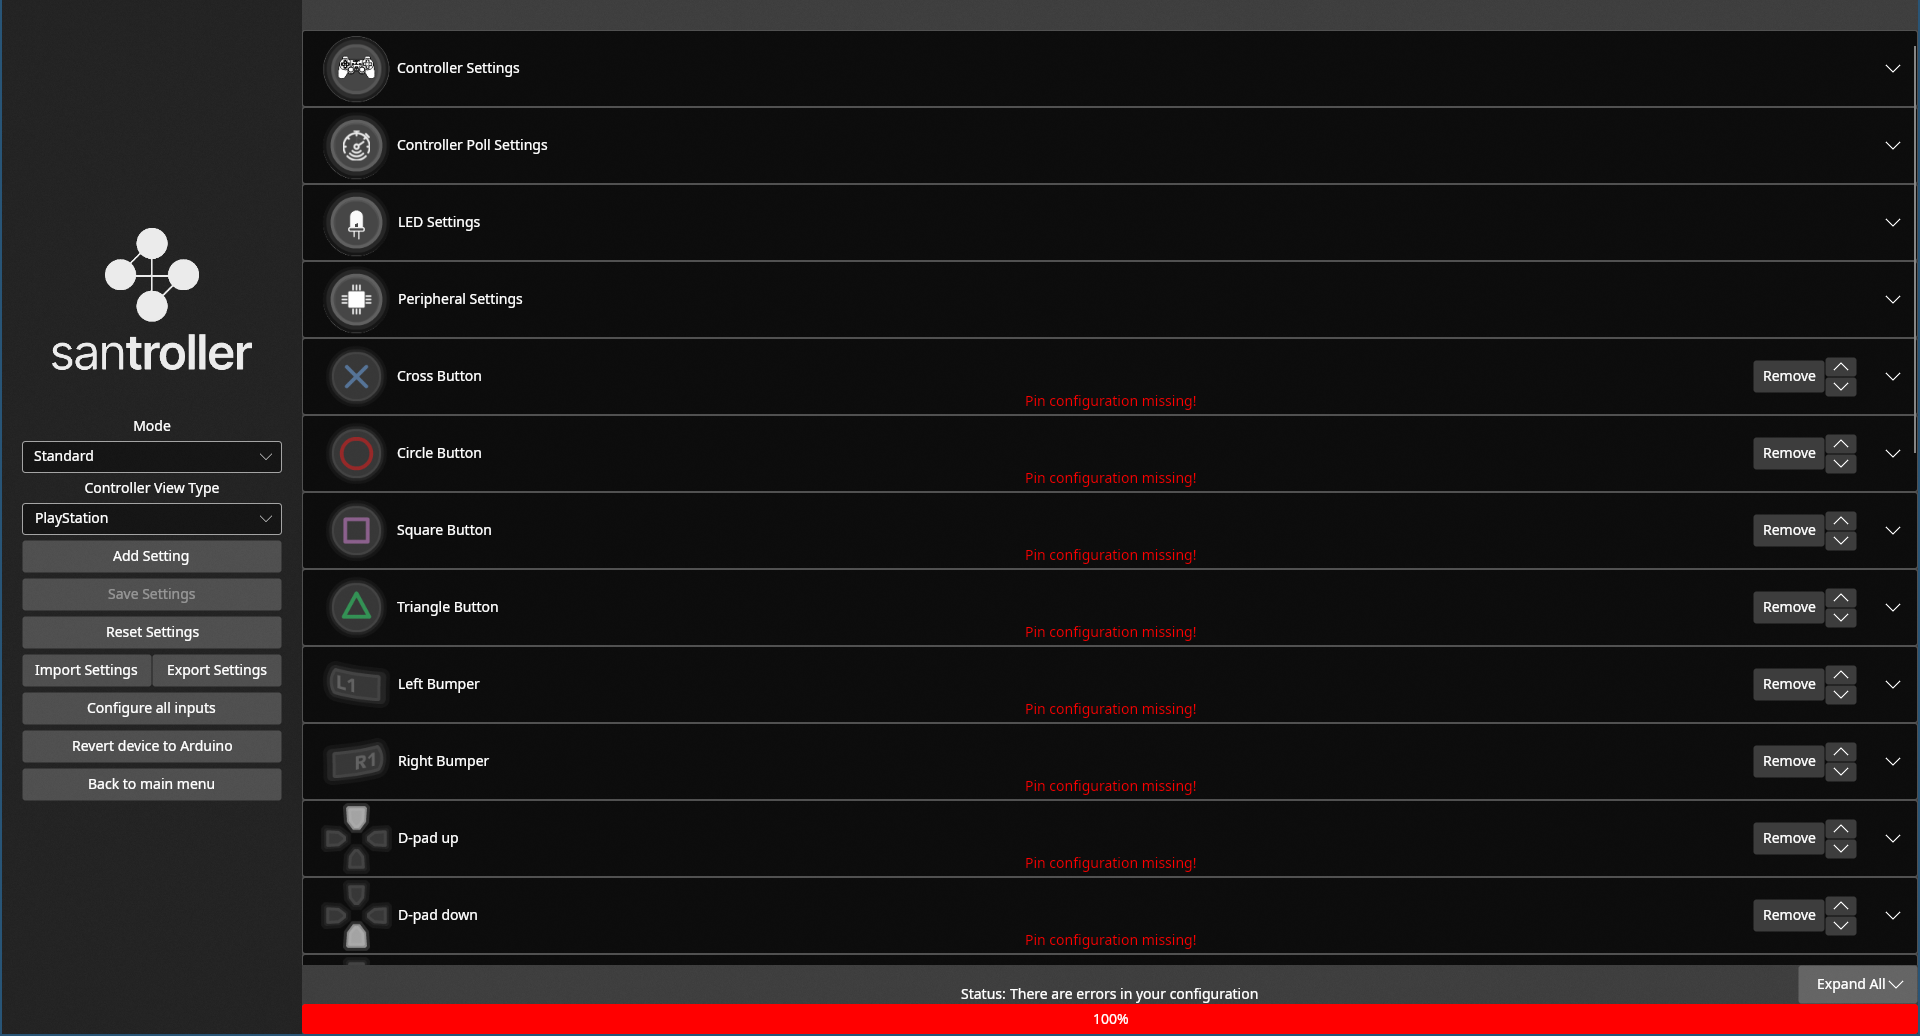 santroller
Mode
Standard
Controller View Type
PlayStation
Add Setting
Save Settings
Reset Settings
Import Settings
Export Settings
Configure all inputs
Revert device to Arduino
Back to main menu
Controller Settings
Controller Poll Settings
LED Settings
Peripheral Settings
Cross Button
Pin configuration missing!
Remove
Circle Button
Pin configuration missing!
Remove
Square Button
Pin configuration missing!
Remove
Triangle Button
Pin configuration missing!
Remove
L1
Left Bumper
Pin configuration missing!
Remove
R1
Right Bumper
Pin configuration missing!
Remove
D-pad up
Pin configuration missing!
Remove
D-pad down
Pin configuration missing!
Remove
Status: There are errors in your configuration
Expand All
100%